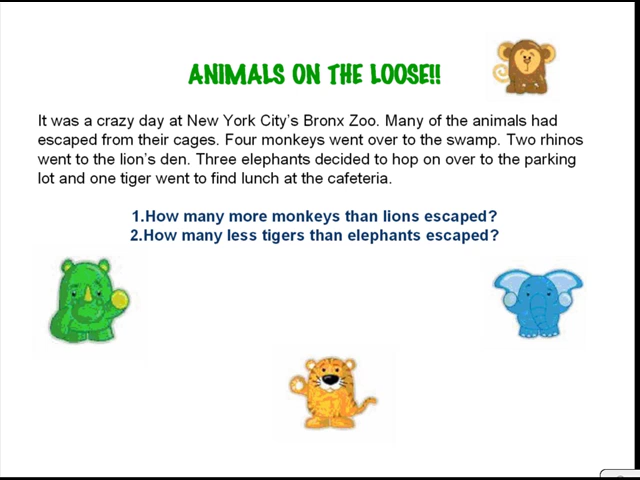 ANIMALS ON THE LOOSE!!
It was a crazy day at New York City's Bronx Zoo. Many of the animals had
escaped from their cages. Four monkeys went over to the swamp. Two rhinos
went to the lion's den. Three elephants decided to hop on over to the parking
lot and one tiger went to find lunch at the cafeteria.
1.How many more monkeys than lions escaped?
2.How many less tigers than elephants escaped?